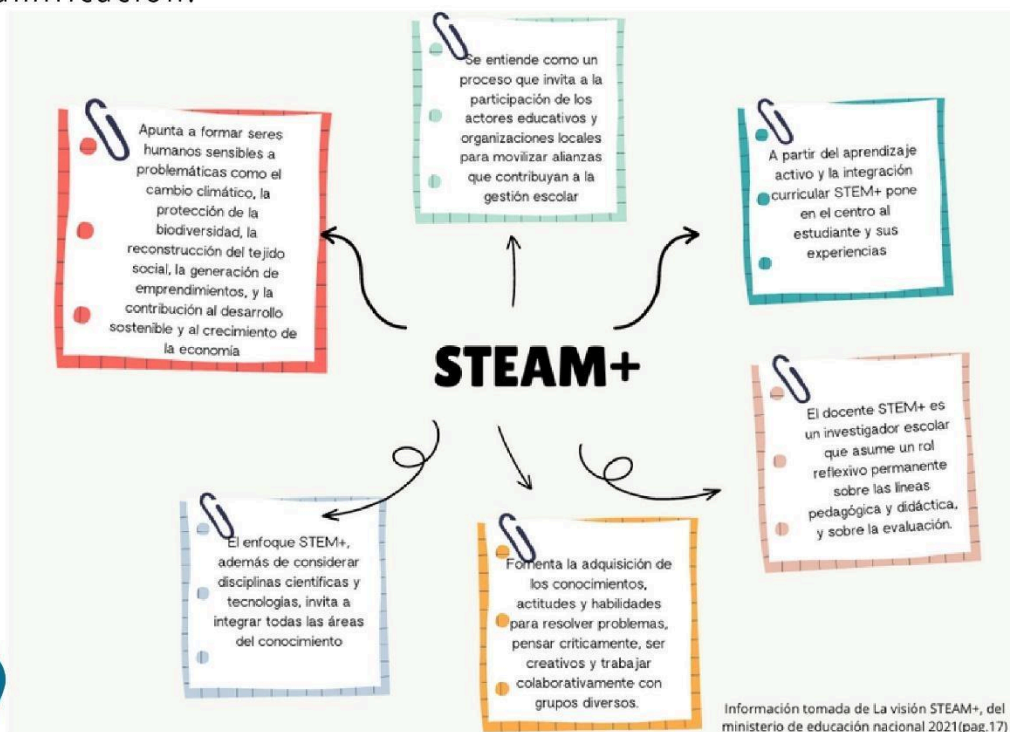 Se entiende como un
proceso que invita a la
participación de los
actores educativos y
organizaciones locales
para movilizar alianzas
que contribuyan a la
gestión escolar
Apunta a formar seres
humanos sensibles a
problemáticas como el
cambio climático, la
protección de la
biodiversidad, la
reconstrucción del tejido
social, la generación de
emprendimientos, y la
contribución al desarrollo
sostenible y al crecimiento de
la economía
A partir del aprendizaje
activo y la integración
curricular STEM+ pone
en el centro al
estudiante y sus
experiencias
STEAM+
El docente STEM+ es
un investigador escolar
que asume un rol
reflexivo permanente
sobre las líneas
pedagógica y didáctica,
y sobre la evaluación.
El enfoque STEM+,
además de considerar
disciplinas científicas y
tecnologías, invita a
integrar todas las áreas
del conocimiento
Fomenta la adquisición de
los conocimientos,
actitudes y habilidades
para resolver problemas,
pensar críticamente, ser
creativos y trabajar
colaborativamente con
grupos diversos.
Información tomada de La visión STEAM+, del
ministerio de educación nacional 2021(pag.17)